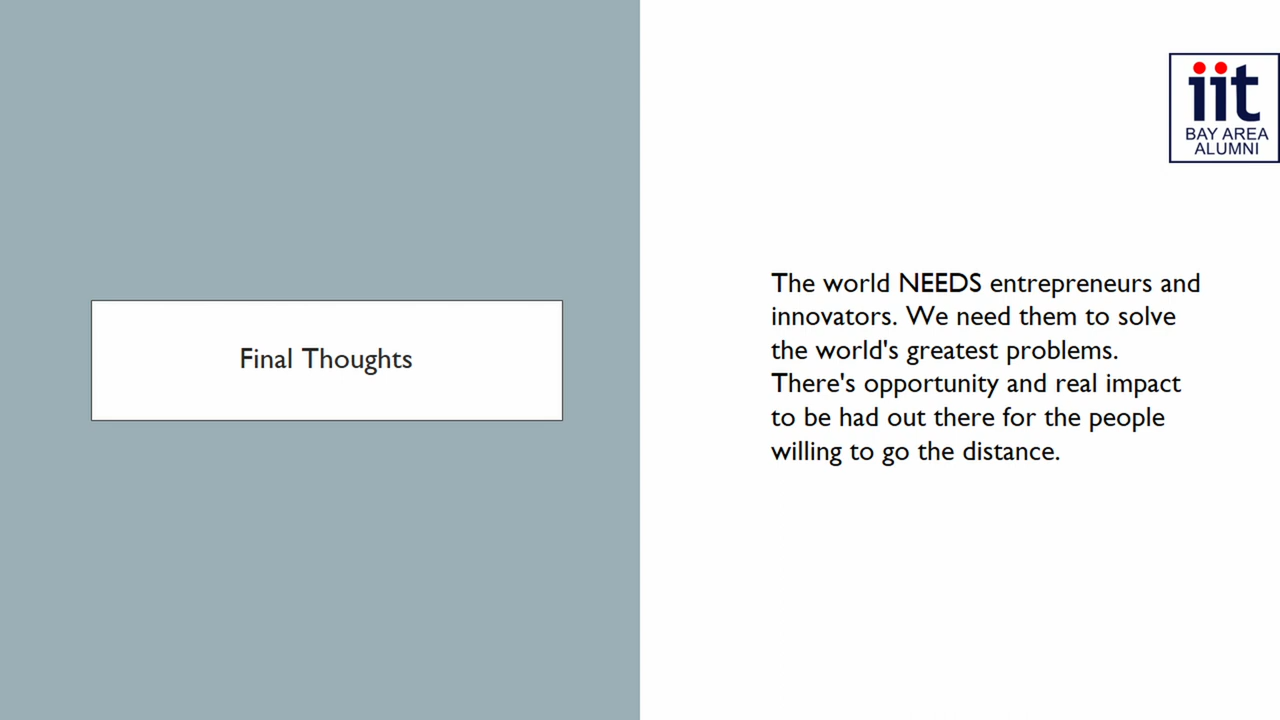 iit
BAY AREA
ALUMNI
Final Thoughts
The world NEEDS entrepreneurs and
innovators. We need them to solve
the world's greatest problems.
There's opportunity and real impact
to be had out there for the people
willing to go the distance.